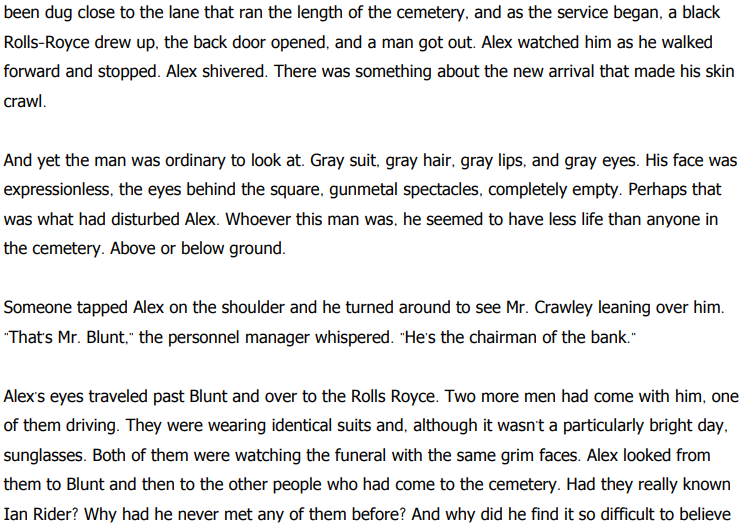 been dug close to the lane that ran the length of the cemetery, and as the service began, a black
Rolls-Royce drew up, the back door opened, and a man got out. Alex watched him as he walked
forward and stopped. Alex shivered. There was something about the new arrival that made his skin
crawl.
And yet the man was ordinary to look at. Gray suit, gray hair, gray lips, and gray eyes. His face was
expressionless, the eyes behind the square, gunmetal spectacles, completely empty. Perhaps that
was what had disturbed Alex. Whoever this man was, he seemed to have less life than anyone in
the cemetery. Above or below ground.
Someone tapped Alex on the shoulder and he turned around to see Mr. Crawley leaning over him.
"That's Mr. Blunt," the personnel manager whispered. "He's the chairman of the bank."
Alex's eyes traveled past Blunt and over to the Rolls Royce. Two more men had come with him, one
of them driving. They were wearing identical suits and, although it wasn't a particularly bright day,
sunglasses. Both of them were watching the funeral with the same grim faces. Alex looked from
them to Blunt and then to the other people who had come to the cemetery. Had they really known
Ian Rider? Why had he never met any of them before? And why did he find it so difficult to believe